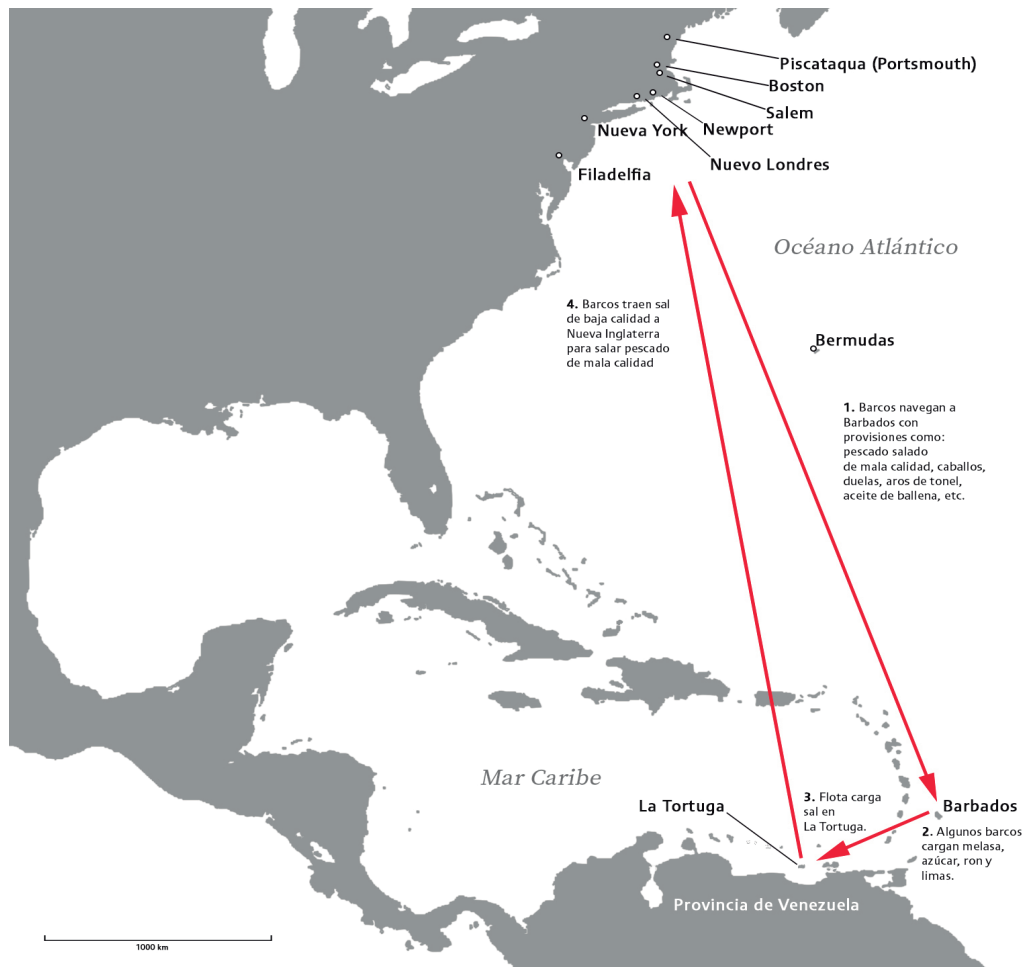 Piscataqua (Portsmouth)
Boston
Salem
Nueva York
Newport
Nuevo Londres
Filadelfia
Océano Atlántico
4. Barcos traen sal
de baja calidad a
Nueva Inglaterra
para salar pescado
de mala calidad
Bermudas
1. Barcos navegan a
Barbados con
provisiones como:
pescado salado
de mala calidad, caballos,
duelas, aros de tonel,
aceite de ballena, etc.
Mar Caribe
La Tortuga
3. Flota carga
sal en
La Tortuga.
Barbados
2. Algunos barcos
cargan melasa,
azúcar, ron y
limas.
Provincia de Venezuela
1000 km